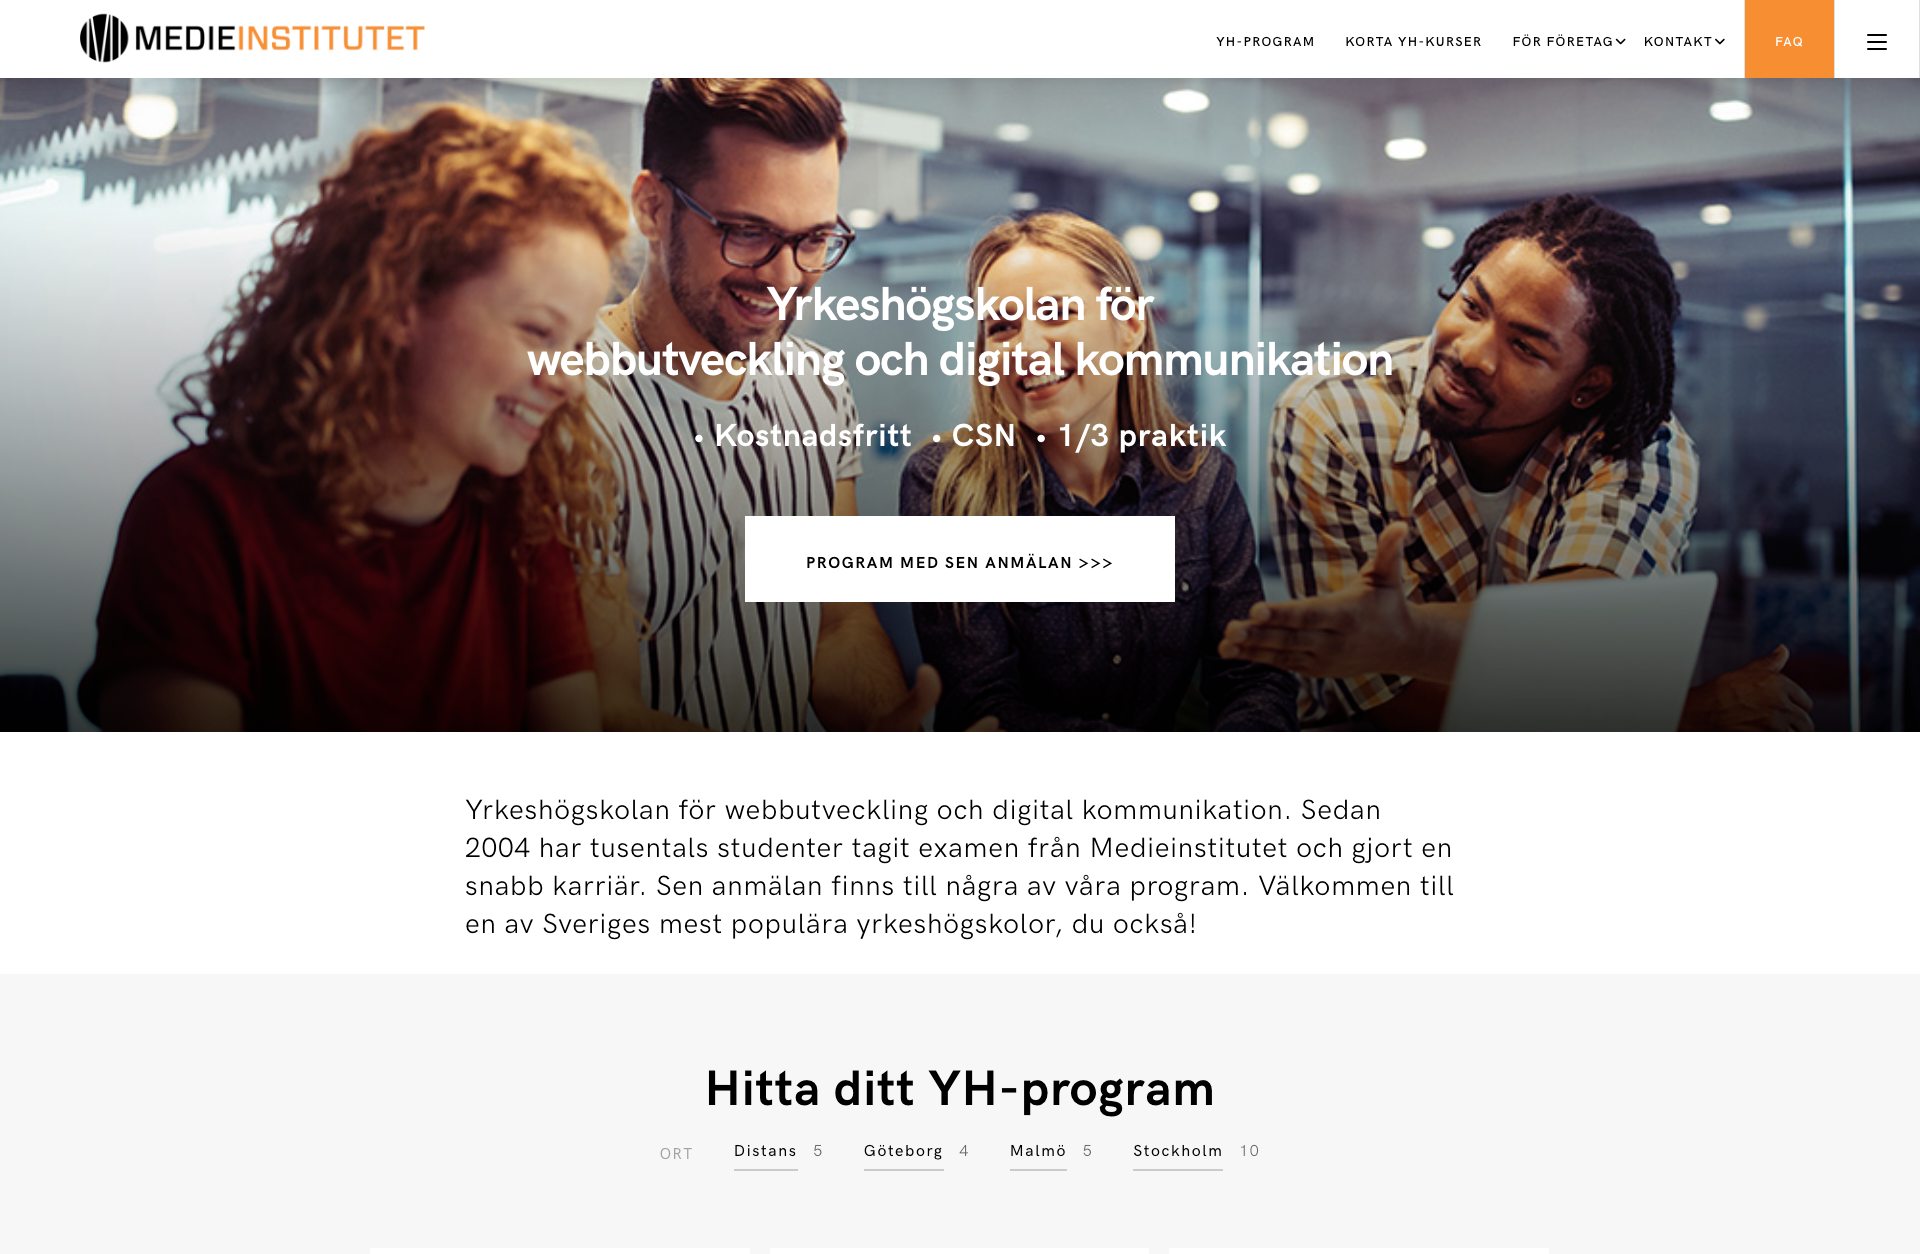 MEDIEINSTITUTET
YH-PROGRAM KORTA YH-KURSER FÖR FÖRETAG KONTAKT FAQ
Yrkeshögskolan för
webbutveckling och digital kommunikation
• Kostnadsfritt • CSN • 1/3 praktik
PROGRAM MED SEN ANMÄLAN >>>
Yrkeshögskolan för webbutveckling och digital kommunikation. Sedan
2004 har tusentals studenter tagit examen från Medieinstitutet och gjort en
snabb karriär. Sen anmälan finns till några av våra program. Välkommen till
en av Sveriges mest populära yrkeshögskolor, du också!
Hitta ditt YH-program
ORT Distans 5 Göteborg 4 Malmö 5 Stockholm 10